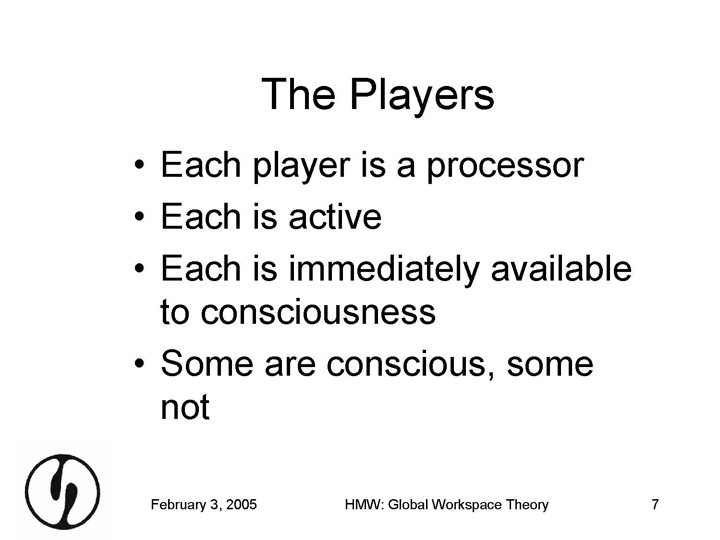 The Players
• Each player is a processor
• Each is active
• Each is immediately available
to consciousness
• Some are conscious, some
not
February 3, 2005 HMW: Global Workspace Theory 7